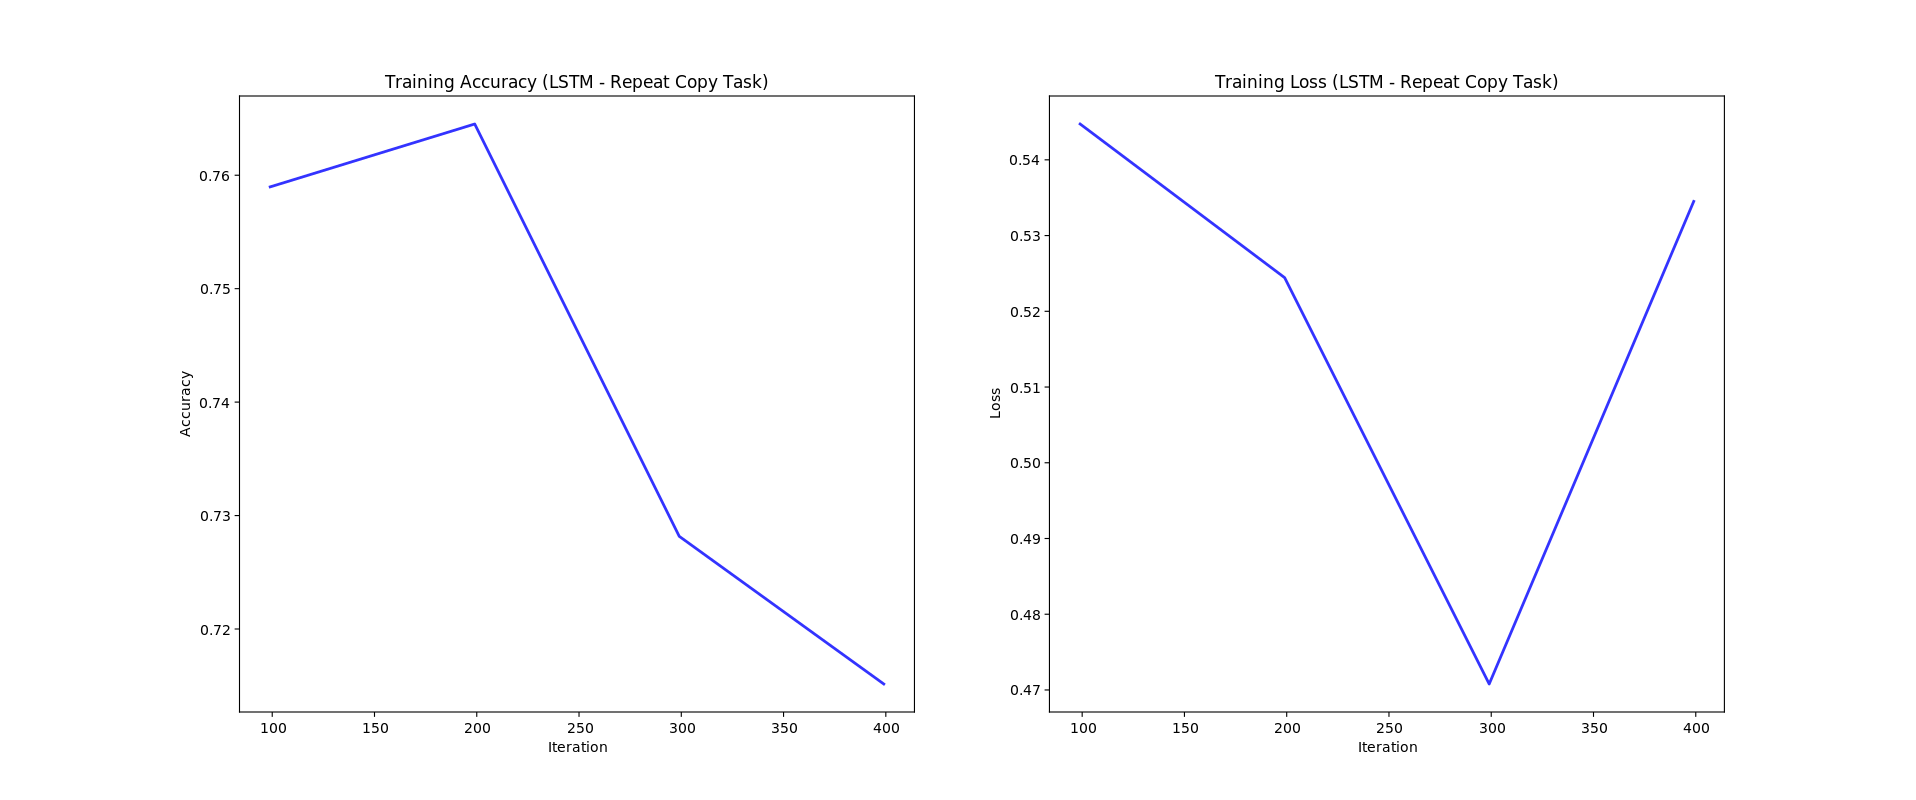 Training Accuracy (LSTM - Repeat Copy Task)
0.76
0.75
0.74
0.73
0.72
Accuracy
100 150 200 250 300 350 400
Iteration
Training Loss (LSTM - Repeat Copy Task)
0.54
0.53
0.52
0.51
0.50
0.49
0.48
0.47
Loss
100 150 200 250 300 350 400
Iteration